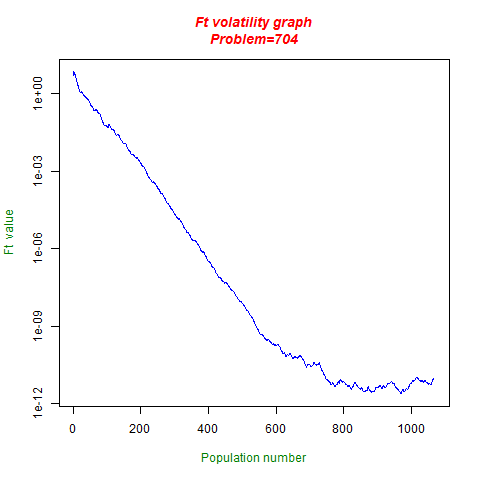 Ft volatility graph
Problem=704
Ft value
1e+00
1e-03
1e-06
1e-09
1e-12
0 200 400 600 800 1000
Population number